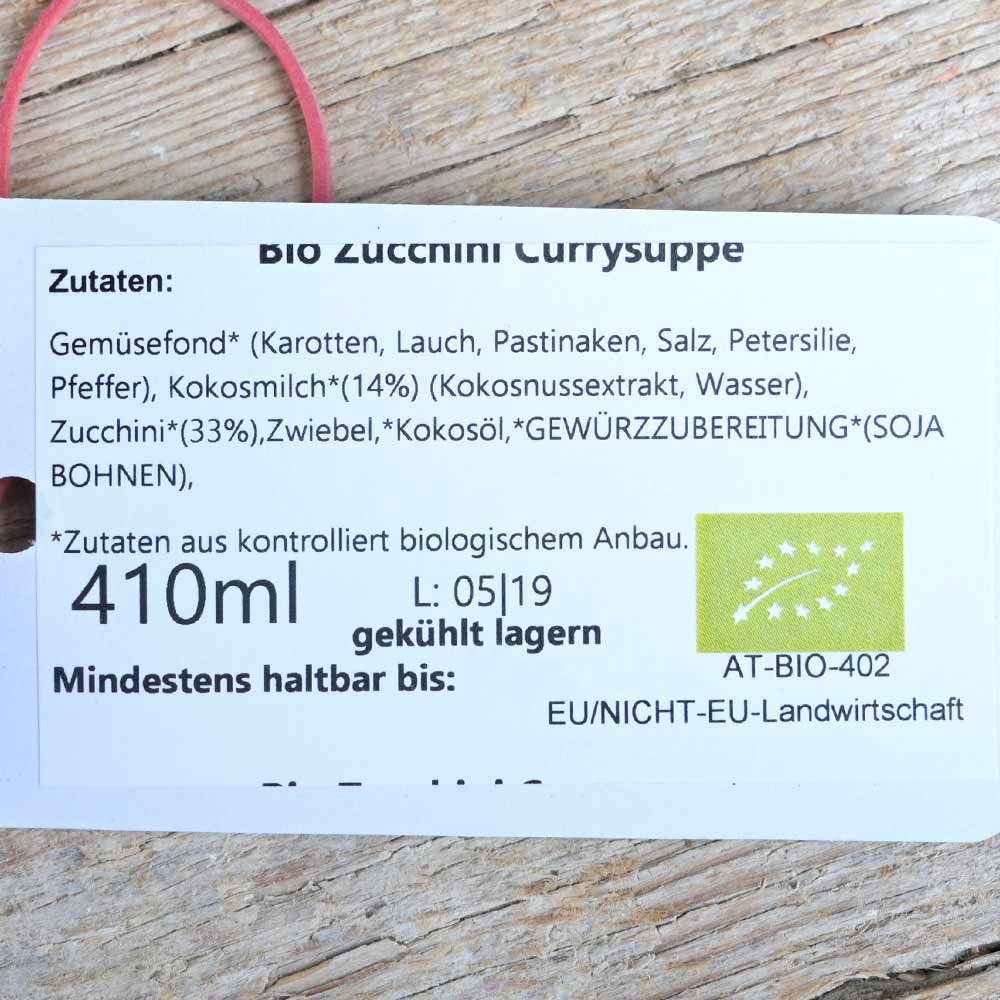 Bio Zucchini Currysuppe
Zutaten:
Gemüsefond* (Karotten, Lauch, Pastinaken, Salz, Petersilie,
Pfeffer), Kokosmilch*(14%) (Kokosnussextrakt, Wasser),
Zucchini*(33%),Zwiebel,*Kokosöl,*GEWÜRZZUBEREITUNG*(SOJA
BOHNEN),
*Zutaten aus kontrolliert biologischem Anbau.
410ml
L: 05|19
gekühlt lagern
Mindestens haltbar bis:
AT-BIO-402
EU/NICHT-EU-Landwirtschaft